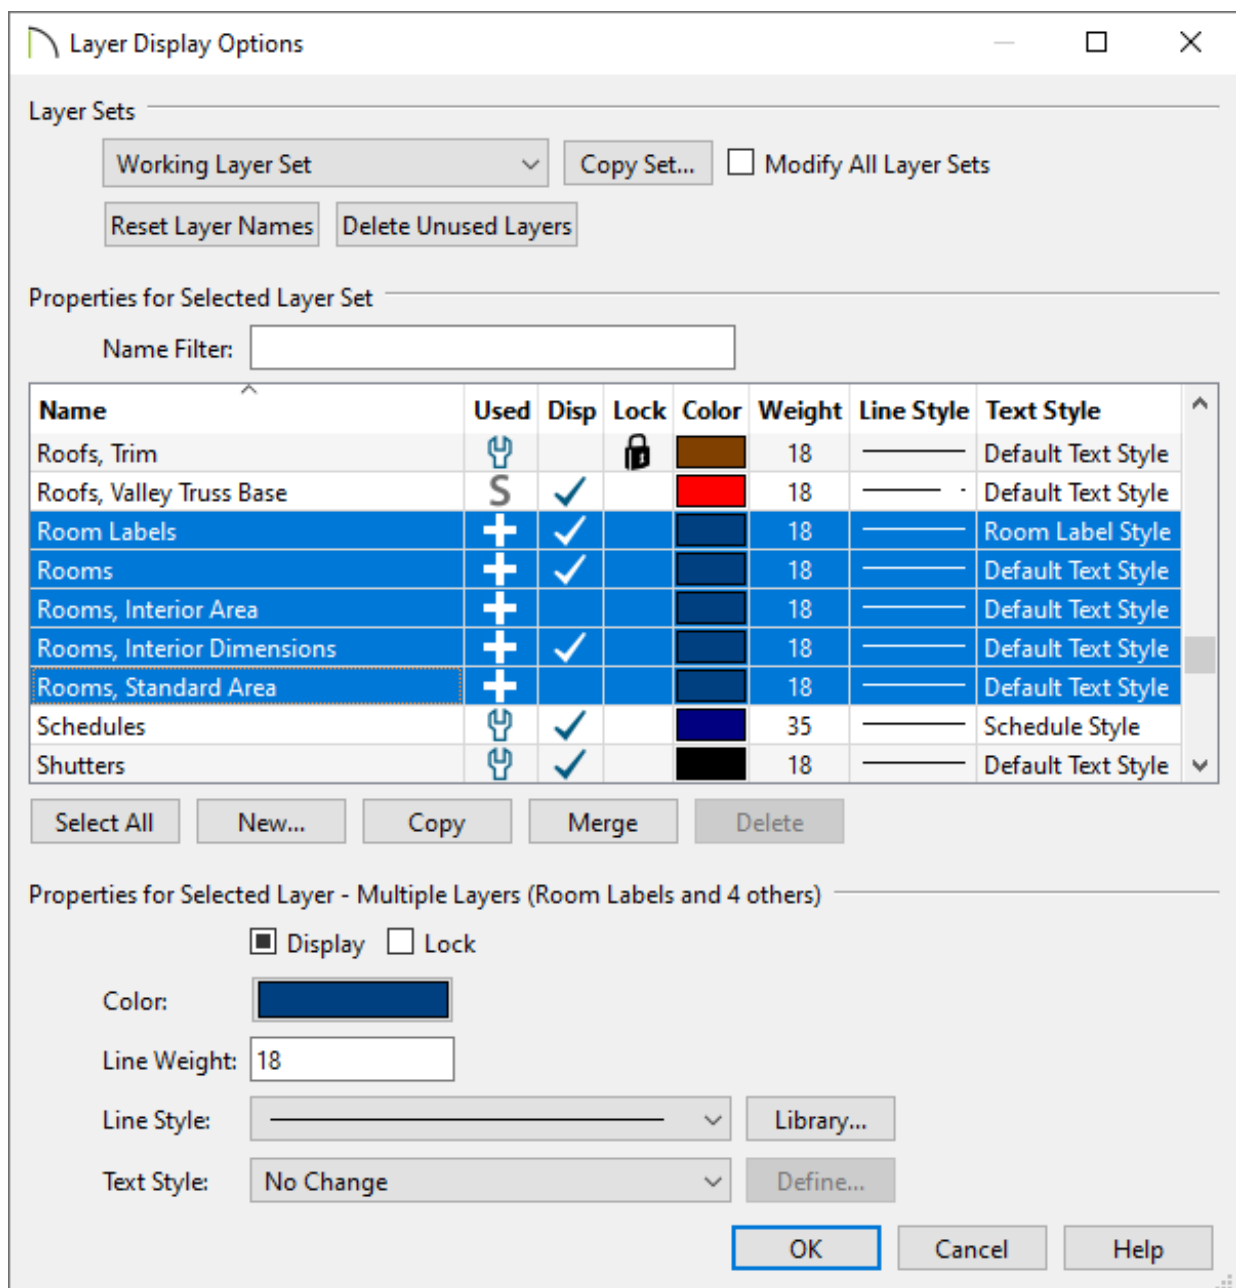 Layer Display Options
Layer Sets
Working Layer Set Copy Set... Modify All Layer Sets
Reset Layer Names Delete Unused Layers
Properties for Selected Layer Set
Name Filter:
Name Used Disp Lock Color Weight Line Style Text Style
Roofs, Trim 18 Default Text Style
Roofs, Valley Truss Base S 18 Default Text Style
Room Labels 18 Room Label Style
Rooms 18 Default Text Style
Rooms, Interior Area 18 Default Text Style
Rooms, Interior Dimensions 18 Default Text Style
Rooms, Standard Area 18 Default Text Style
Schedules 35 Schedule Style
Shutters 18 Default Text Style
Select All New... Copy Merge Delete
Properties for Selected Layer - Multiple Layers (Room Labels and 4 others)
Display Lock
Color:
Line Weight: 18
Line Style: Library...
Text Style: No Change Define...
OK Cancel Help